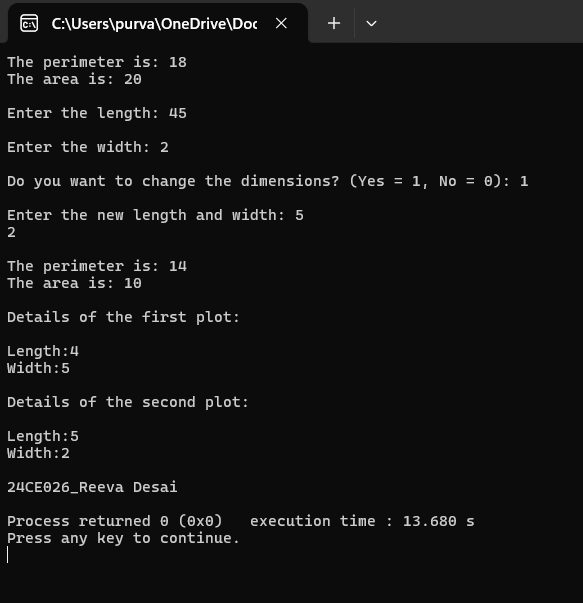 C:\Users\purva\OneDrive\Doc
The perimeter is: 18
The area is: 20
Enter the length: 45
Enter the width: 2
Do you want to change the dimensions? (Yes = 1, No = 0): 1
Enter the new length and width: 5
2
The perimeter is: 14
The area is: 10
Details of the first plot:
Length:4
Width:5
Details of the second plot:
Length:5
Width:2
24CE026_Reeva Desai
Process returned 0 (0x0)   execution time : 13.680 s
Press any key to continue.